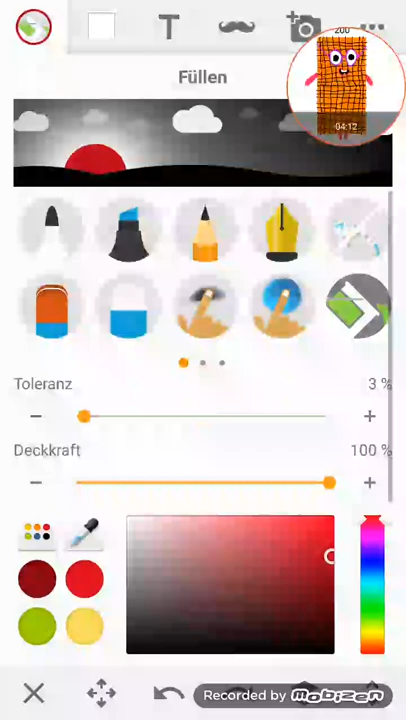 T
200
Füllen
04:12
Toleranz
3 %
Deckkraft
100 %
Recorded by mobizen